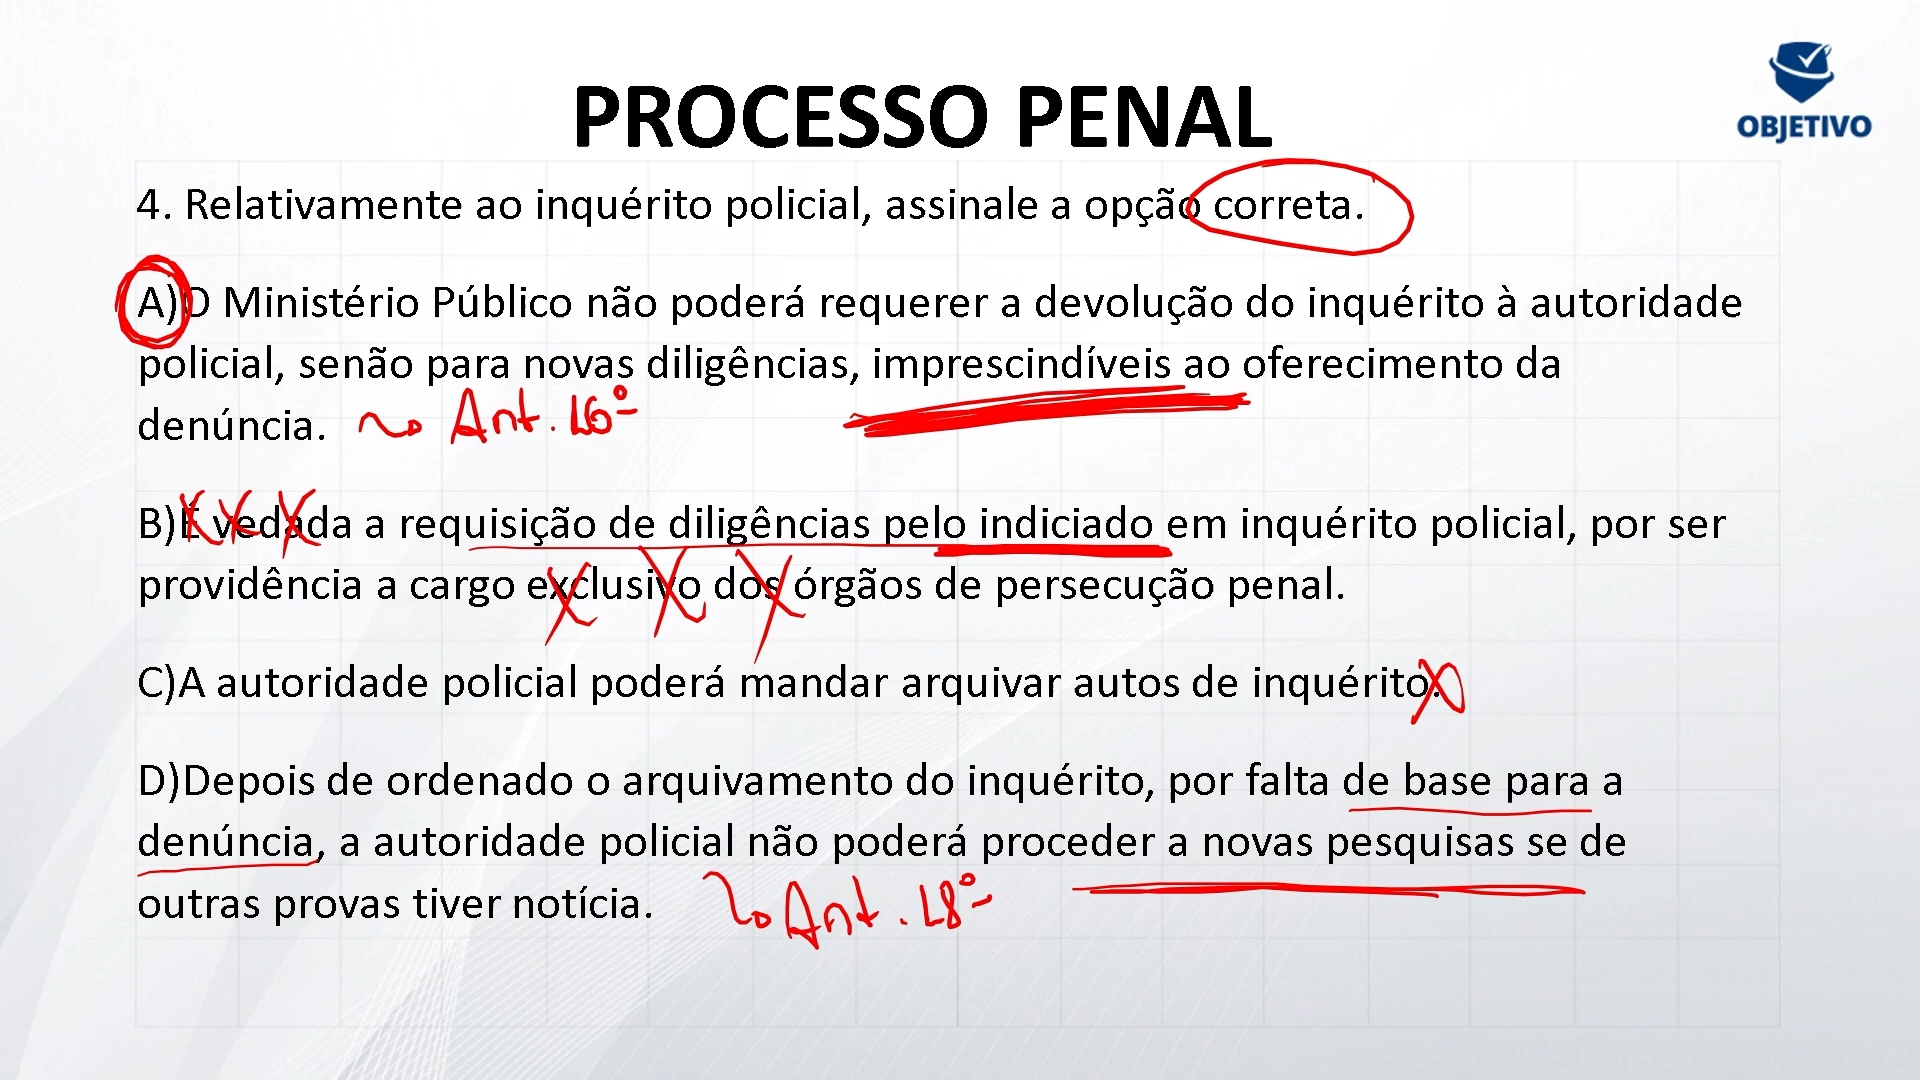 PROCESSO PENAL
OBJETIVO
4. Relativamente ao inquérito policial, assinale a opção correta.
A)O Ministério Público não poderá requerer a devolução do inquérito à autoridade
policial, senão para novas diligências, imprescindíveis ao oferecimento da
denúncia. Art. 16º
B)É vedada a requisição de diligências pelo indiciado em inquérito policial, por ser
providência a cargo exclusivo dos órgãos de persecução penal.
C)A autoridade policial poderá mandar arquivar autos de inquérito.
D)Depois de ordenado o arquivamento do inquérito, por falta de base para a
denúncia, a autoridade policial não poderá proceder a novas pesquisas se de
outras provas tiver notícia. Art. 18º